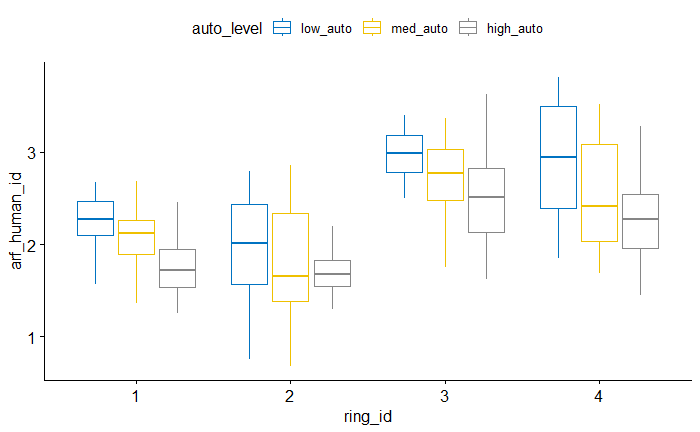 auto_level low_auto med_auto high_auto
arf_human_id
3
2
1
1 2 3 4
ring_id